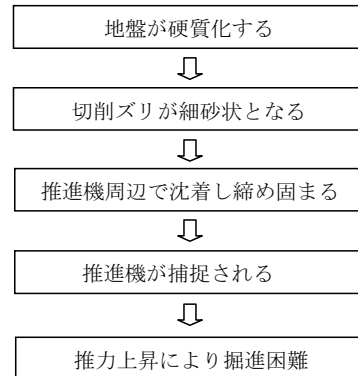 地盤が硬質化する
切削ズリが細砂状となる
推進機周辺で沈着し締め固まる
推進機が捕捉される
推力上昇により掘進困難